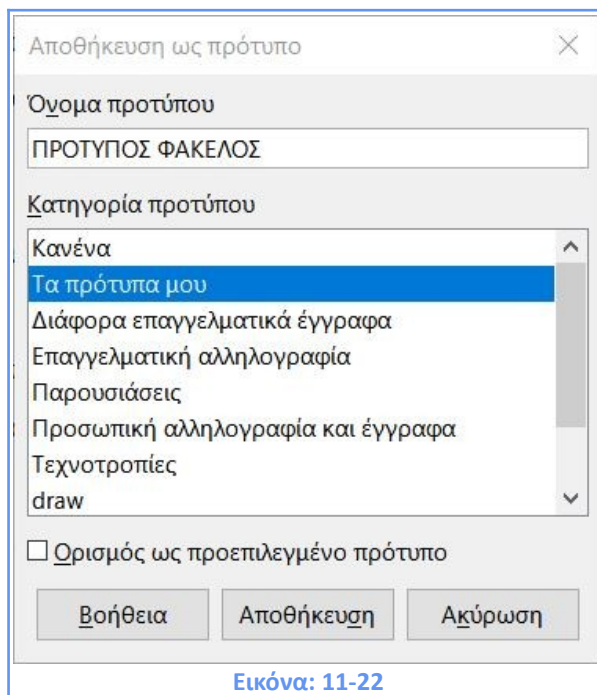 Αποθήκευση ως πρότυπο
Όνομα προτύπου
ΠΡΟΤΥΠΟΣ ΦΑΚΕΛΟΣ
Κατηγορία προτύπου
Κανένα
Τα πρότυπα μου
Διάφορα επαγγελματικά έγγραφα
Επαγγελματική αλληλογραφία
Παρουσιάσεις
Προσωπική αλληλογραφία και έγγραφα
Τεχνοτροπίες
draw
Ορισμός ως προεπιλεγμένο πρότυπο
Βοήθεια Αποθήκευση Ακύρωση
Εικόνα: 11-22